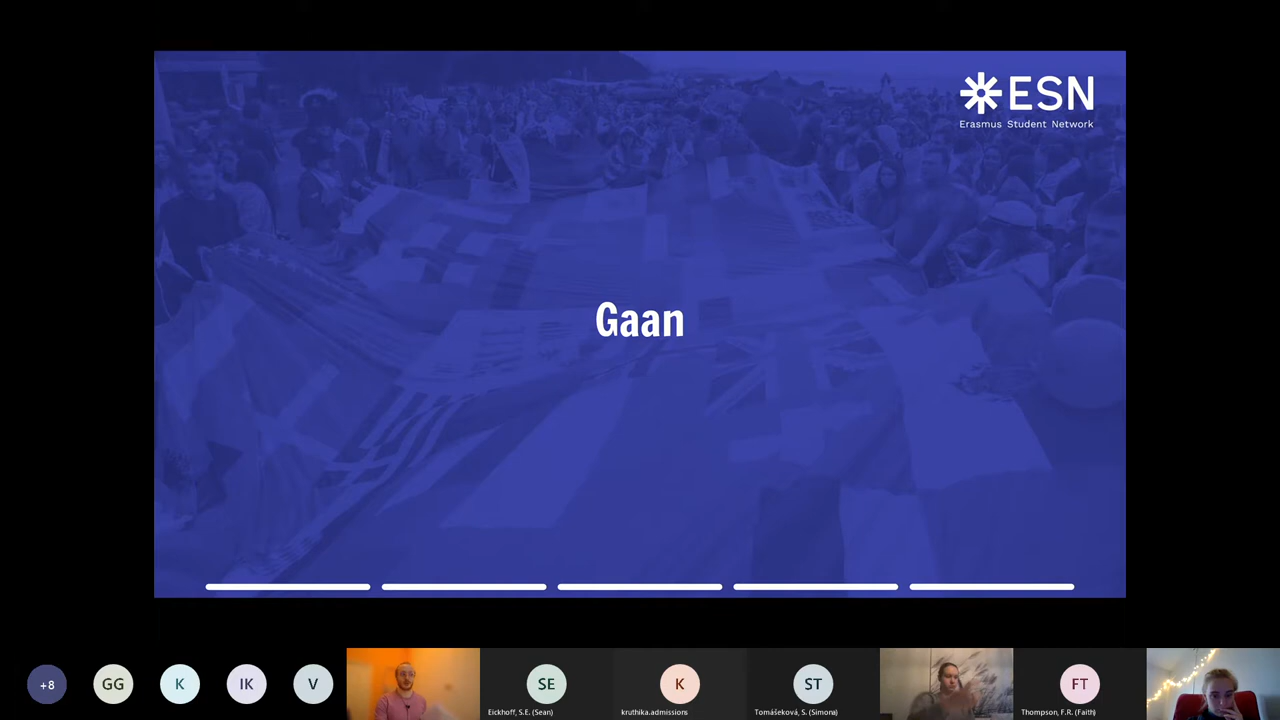 ESN
Erasmus Student Network
Gaan
+8
GG
K
IK
V
SE
K
ST
FT
Eickhoff, S.E. (Sean)
kruthika.admissions
Tomášeková, S. (Simona)
Thompson, F.R. (Faith)